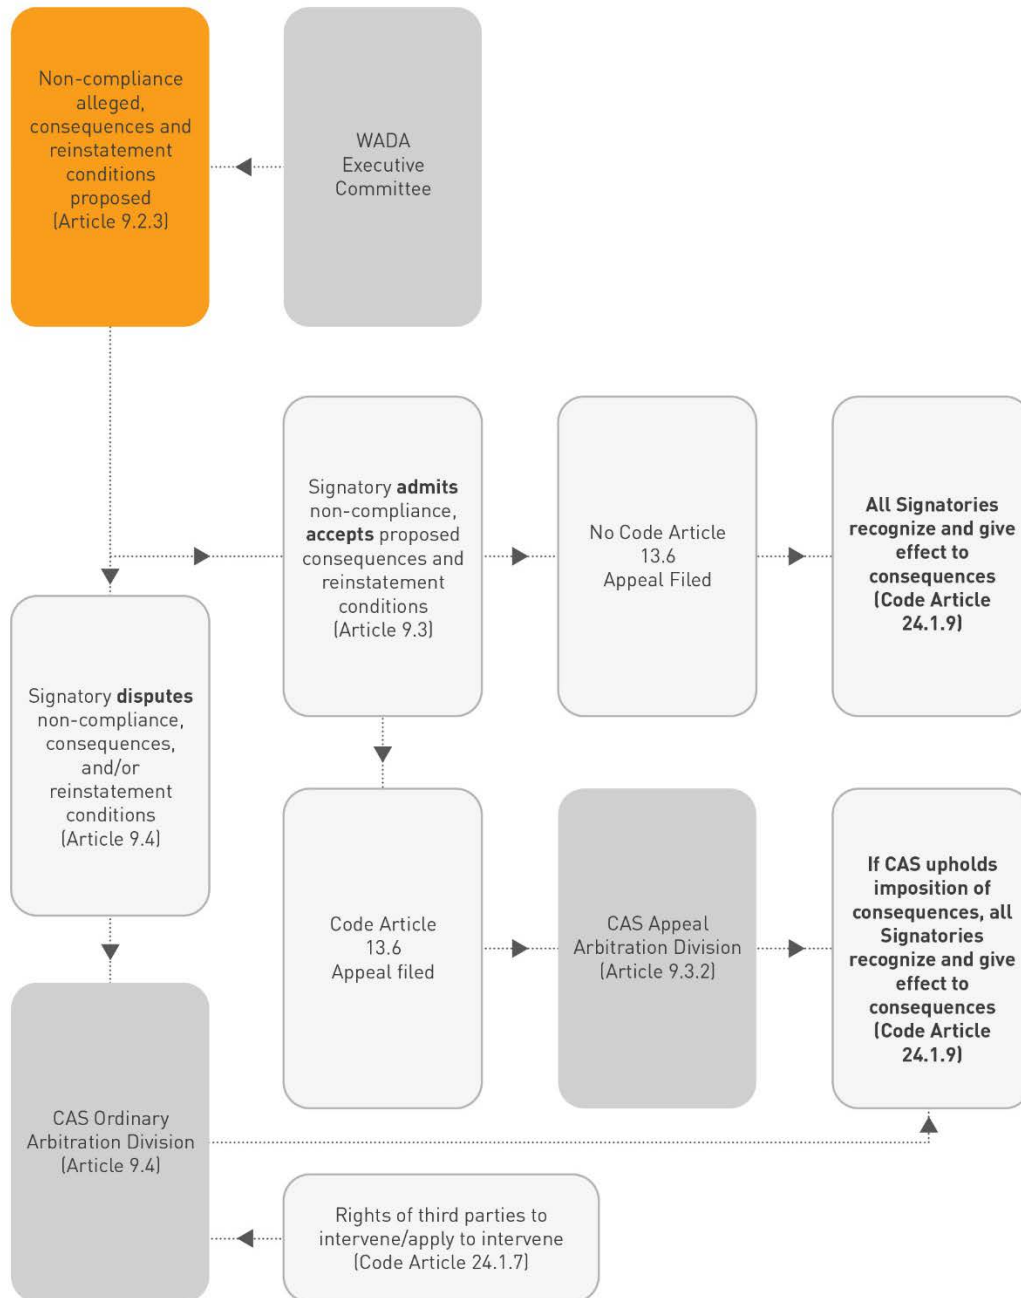 Non-compliance
alleged,
consequences and
reinstatement
conditions
proposed
(Article 9.2.3)
WADA
Executive
Committee
Signatory admits
non-compliance,
accepts proposed
consequences and
reinstatement
conditions
(Article 9.3)
No Code Article
13.6
Appeal Filed
All Signatories
recognize and give
effect to
consequences
(Code Article
24.1.9)
Signatory disputes
non-compliance,
consequences,
and/or
reinstatement
conditions
(Article 9.4)
Code Article
13.6
Appeal filed
CAS Appeal
Arbitration Division
(Article 9.3.2)
If CAS upholds
imposition of
consequences, all
Signatories
recognize and give
effect to
consequences
(Code Article
24.1.9)
CAS Ordinary
Arbitration Division
(Article 9.4)
Rights of third parties to
intervene/apply to intervene
(Code Article 24.1.7)